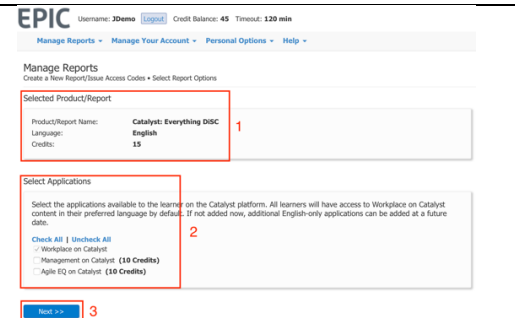 EPIC Username: JDemo Logout Credit Balance: 45 Timeout: 120 min
Manage Reports Manage Your Account Personal Options Help
Manage Reports
Create a New Report/Issue Access Codes • Select Report Options
Selected Product/Report
Product/Report Name: Catalyst: Everything DiSC
Language: English
Credits: 15
1
Select Applications
Select the applications available to the learner on the Catalyst platform. All learners will have access to Workplace on Catalyst
content in their preferred language by default. If not added now, additional English-only applications can be added at a future
date.
2
Check All | Uncheck All
Workplace on Catalyst
Management on Catalyst (10 Credits)
Agile EQ on Catalyst (10 Credits)
Next >> 3